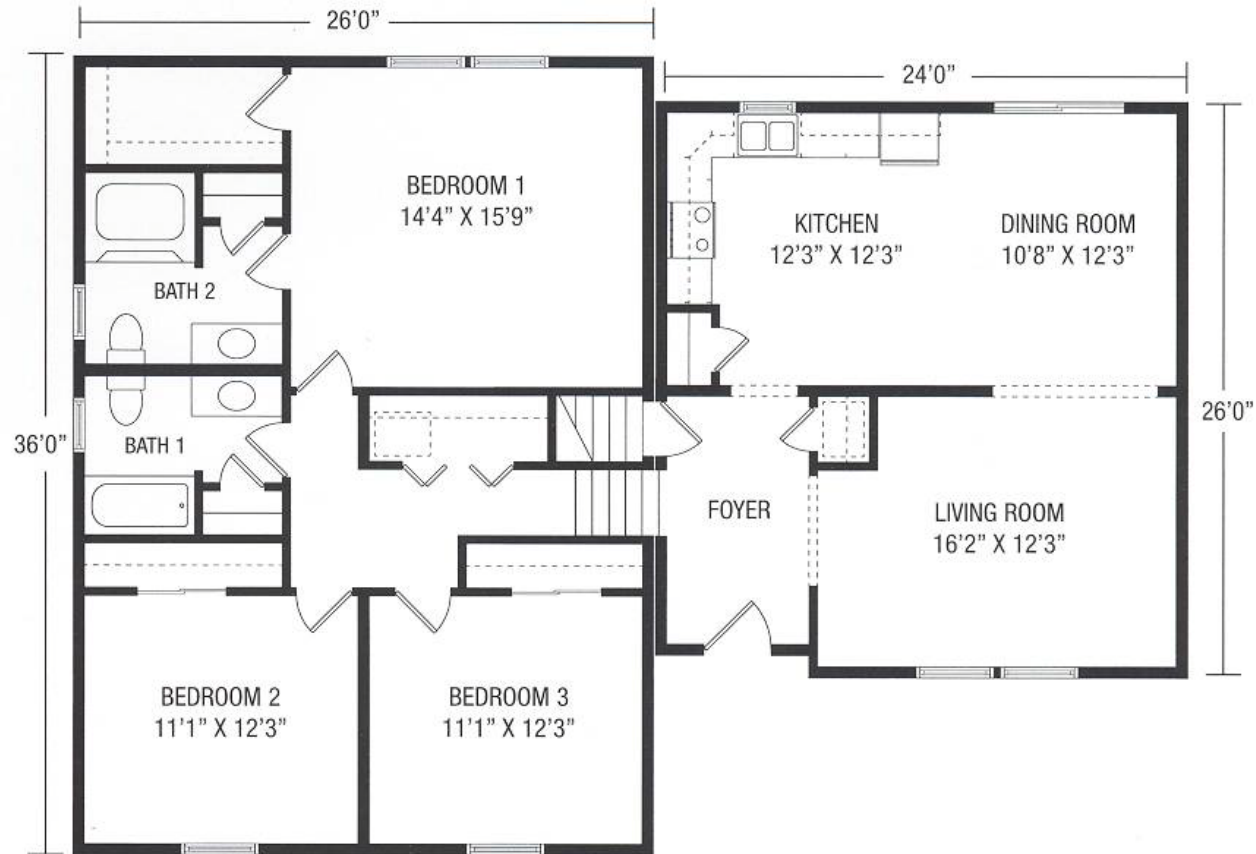 26'0”
24'0”
BEDROOM 1
14'4” X 15'9”
KITCHEN
12'3” X 12'3”
DINING ROOM
10'8” X 12'3”
BATH 2
36'0”
26'0”
BATH 1
FOYER
LIVING ROOM
16'2” X 12'3”
BEDROOM 2
11'1” X 12'3”
BEDROOM 3
11'1” X 12'3”